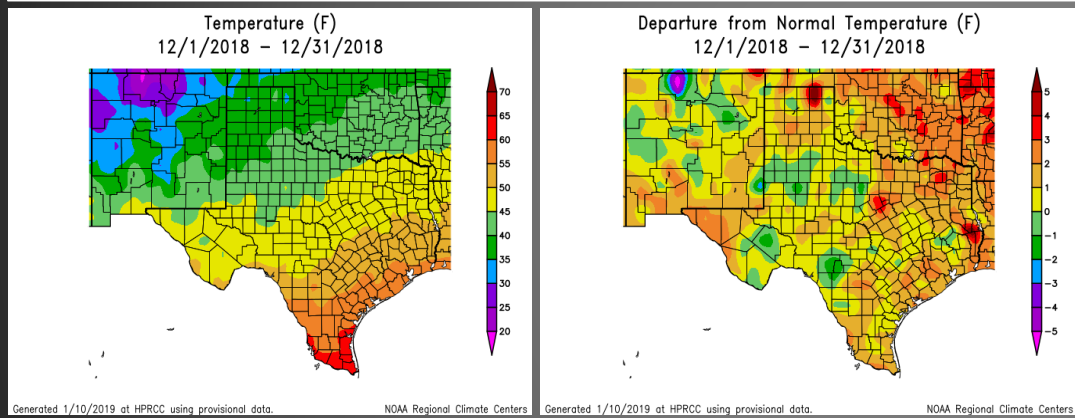 Temperature (F)
12/1/2018 – 12/31/2018
70
65
60
55
50
45
40
35
30
25
20
Generated 1/10/2019 at HPRCC using provisional data.
NOAA Regional Climate Centers
Departure from Normal Temperature (F)
12/1/2018 – 12/31/2018
5
4
3
2
1
0
−1
−2
−3
−4
−5
Generated 1/10/2019 at HPRCC using provisional data.
NOAA Regional Climate Centers